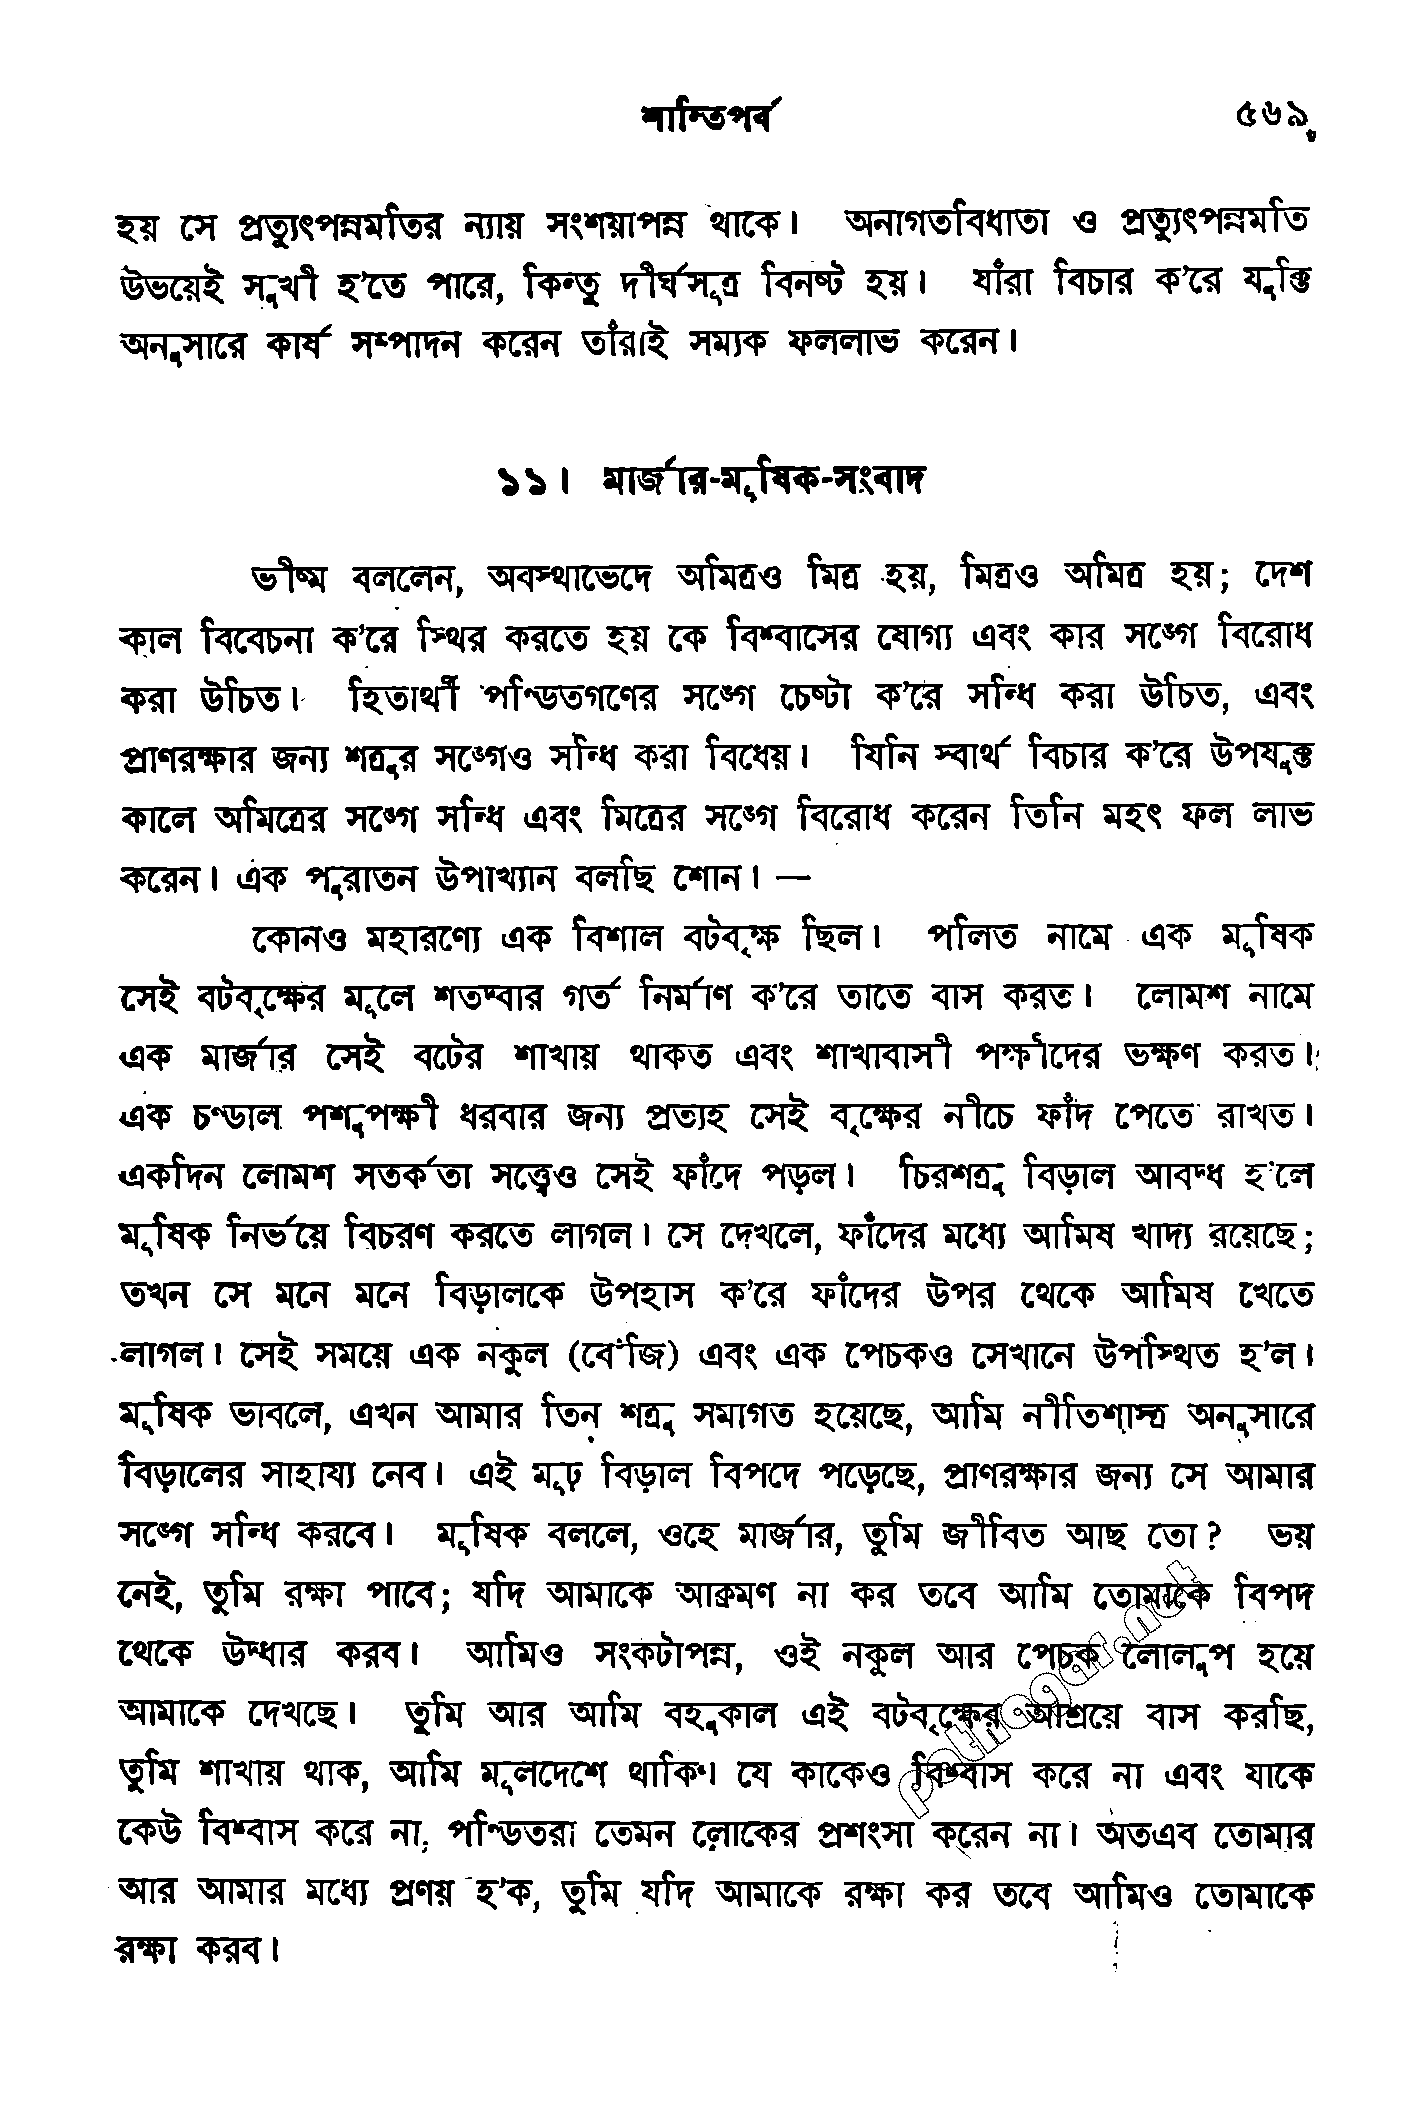 শান্তিপর্ব ৫৬৯
হয় সে প্রত্যুৎপন্নমতির ন্যায় সংশয়াপন্ন থাকে। অনাগতবিধাতা ও প্রত্যুৎপন্নমতি
উভয়েই সুখী হ'তে পারে, কিন্তু দীর্ঘসূত্র বিনষ্ট হয়। যাঁরা বিচার ক'রে যুক্তি
অনুসারে কার্য সম্পাদন করেন তাঁরাই সম্যক ফললাভ করেন।
১১। মার্জার-মূষিক-সংবাদ
ভীষ্ম বললেন, অবস্থাভেদে অমিত্রও মিত্র হয়, মিত্রও অমিত্র হয়; দেশ
কাল বিবেচনা ক'রে স্থির করতে হয় কে বিশ্বাসের যোগ্য এবং কার সঙ্গে বিরোধ
করা উচিত। হিতার্থী পণ্ডিতগণের সঙ্গে চেষ্টা ক'রে সন্ধি করা উচিত, এবং
প্রাণরক্ষার জন্য শত্রুর সঙ্গেও সন্ধি করা বিধেয়। যিনি স্বার্থ বিচার ক'রে উপযুক্ত
কালে অমিত্রের সঙ্গে সন্ধি এবং মিত্রের সঙ্গে বিরোধ করেন তিনি মহৎ ফল লাভ
করেন। এক পুরাতন উপাখ্যান বলছি শোন।—
কোনও মহারণ্যে এক বিশাল বটবৃক্ষ ছিল। পলিত নামে এক মূষিক
সেই বটবৃক্ষের মূলে শতদ্বার গর্ত নির্মাণ ক'রে তাতে বাস করত। লোমশ নামে
এক মার্জার সেই বটের শাখায় থাকত এবং শাখাবাসী পক্ষীদের ভক্ষণ করত।
এক চণ্ডাল পশুপক্ষী ধরবার জন্য প্রত্যহ সেই বৃক্ষের নীচে ফাঁদ পেতে রাখত।
একদিন লোমশ সতর্কতা সত্ত্বেও সেই ফাঁদে পড়ল। চিরশত্রু বিড়াল আবদ্ধ হ'লে
মূষিক নির্ভয়ে বিচরণ করতে লাগল। সে দেখলে, ফাঁদের মধ্যে আমিষ খাদ্য রয়েছে;
তখন সে মনে মনে বিড়ালকে উপহাস ক'রে ফাঁদের উপর থেকে আমিষ খেতে
লাগল। সেই সময়ে এক নকুল (বেঁজি) এবং এক পেচকও সেখানে উপস্থিত হ'ল।
মূষিক ভাবলে, এখন আমার তিন শত্রু সমাগত হয়েছে, আমি নীতিশাস্ত্র অনুসারে
বিড়ালের সাহায্য নেব। এই মূঢ় বিড়াল বিপদে পড়েছে, প্রাণরক্ষার জন্য সে আমার
সঙ্গে সন্ধি করবে। মূষিক বললে, ওহে মার্জার, তুমি জীবিত আছ তো? ভয়
নেই, তুমি রক্ষা পাবে; যদি আমাকে আক্রমণ না কর তবে আমি তোমাকে বিপদ
থেকে উদ্ধার করব। আমিও সংকটাপন্ন, ওই নকুল আর পেচক লোলুপ হয়ে
আমাকে দেখছে। তুমি আর আমি বহুকাল এই বটবৃক্ষের আশ্রয়ে বাস করছি,
তুমি শাখায় থাক, আমি মূলদেশে থাকি। যে কাকেও বিশ্বাস করে না এবং যাকে
কেউ বিশ্বাস করে না, পণ্ডিতরা তেমন লোকের প্রশংসা করেন না। অতএব তোমার
আর আমার মধ্যে প্রণয় হ'ক, তুমি যদি আমাকে রক্ষা কর তবে আমিও তোমাকে
রক্ষা করব।
pathagar.net